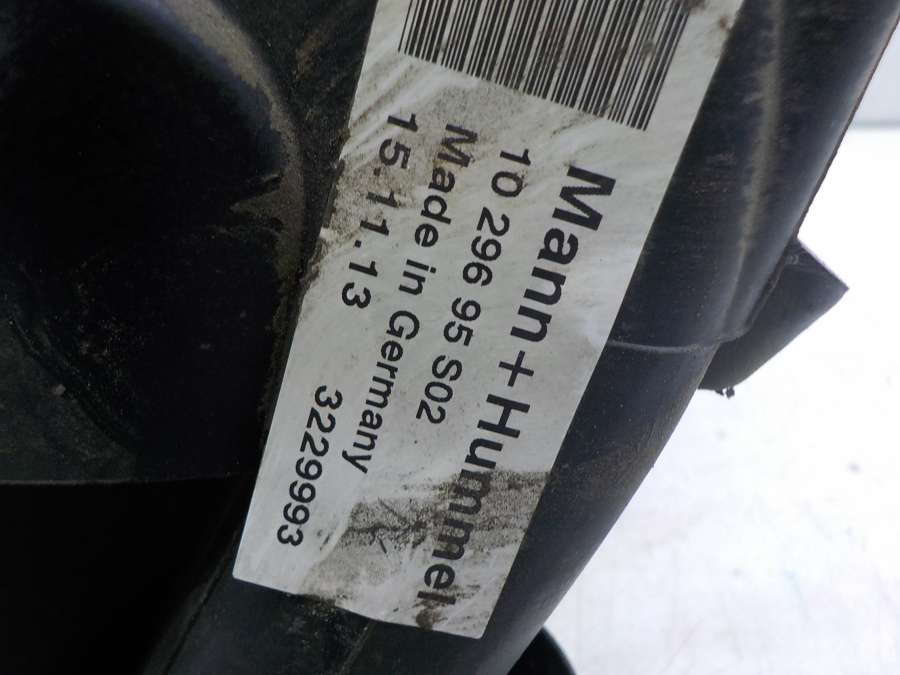 Mann+Hummel
10 296 95 S02
Made in Germany
15.11.13 3229993